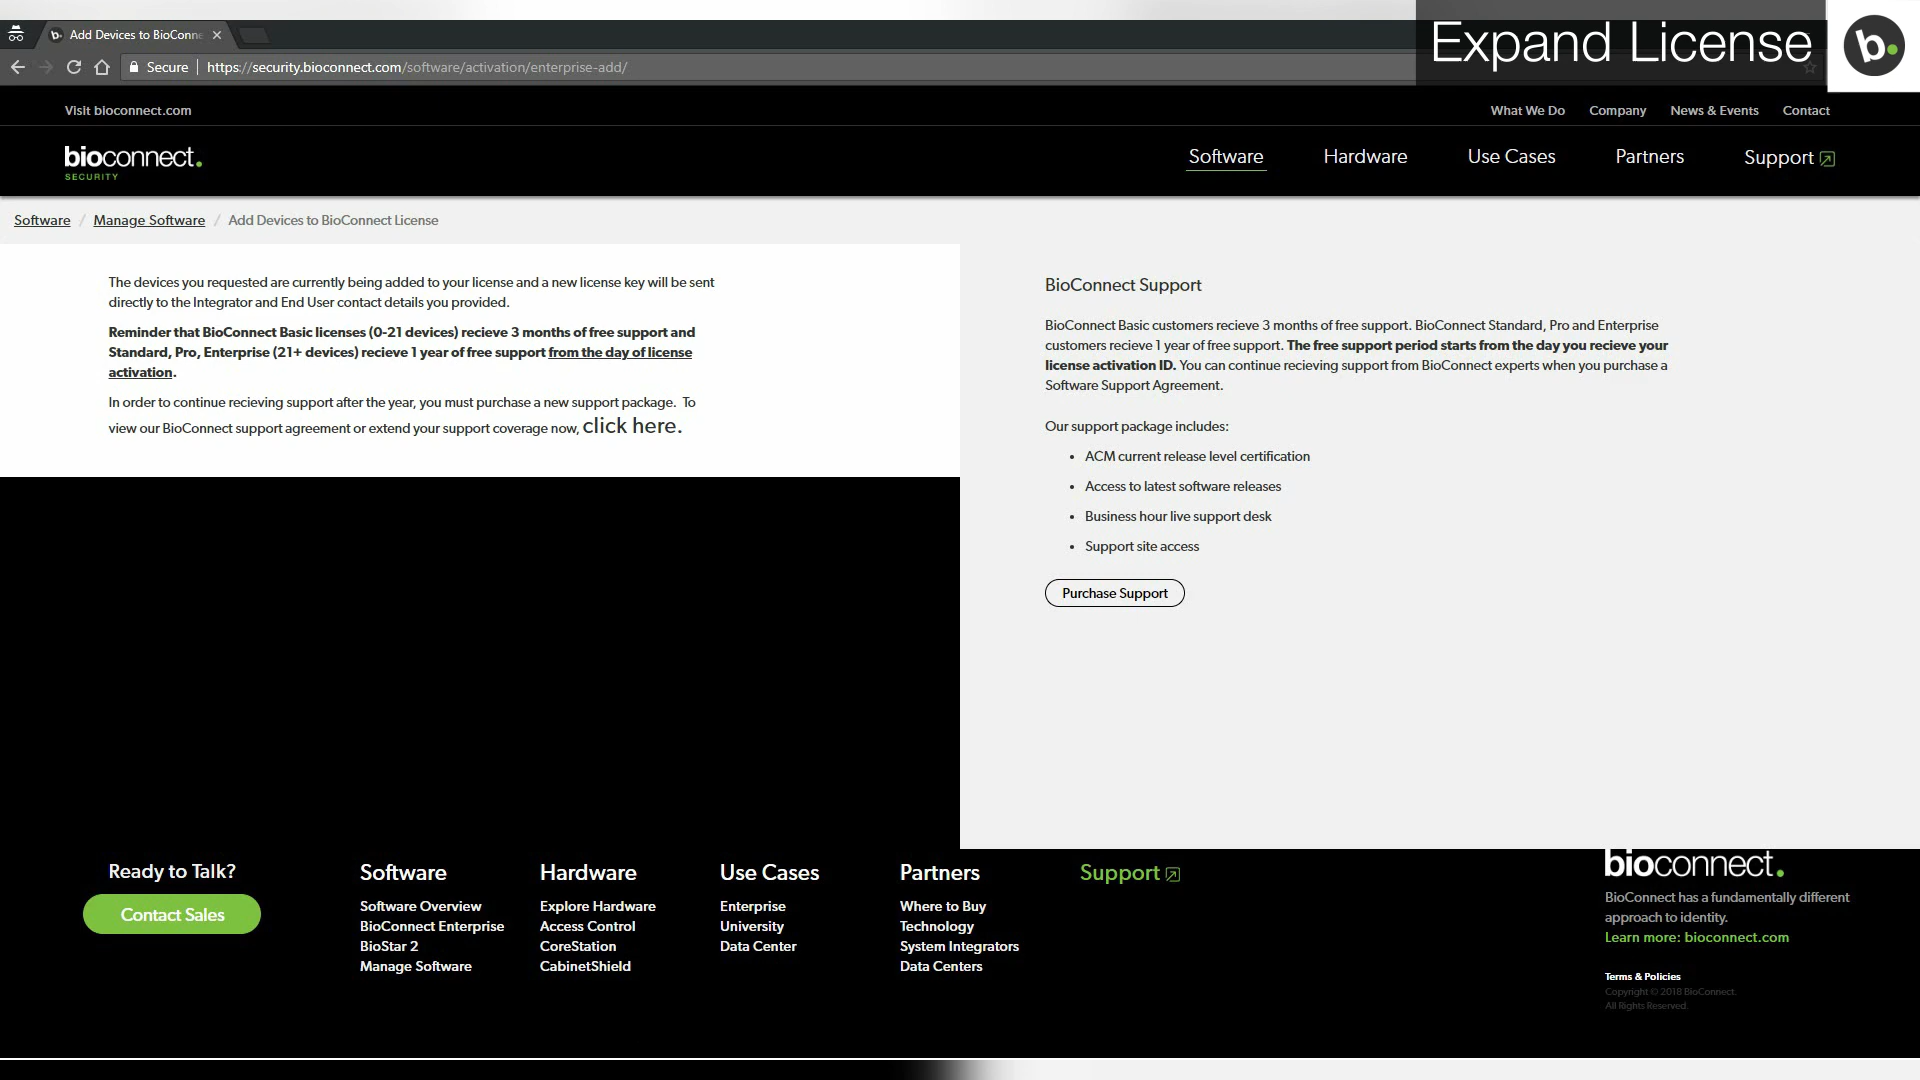 Add Devices to BioConne
Expand License
b.
Secure
https://security.bioconnect.com/software/activation/enterprise-add/
Visit bioconnect.com
What We Do
Company
News & Events
Contact
bioconnect.
SECURITY
Software
Hardware
Use Cases
Partners
Support
Software / Manage Software / Add Devices to BioConnect License
The devices you requested are currently being added to your license and a new license key will be sent
directly to the Integrator and End User contact details you provided.
Reminder that BioConnect Basic licenses (0-21 devices) recieve 3 months of free support and
Standard, Pro, Enterprise (21+ devices) recieve 1 year of free support from the day of license
activation.
In order to continue recieving support after the year, you must purchase a new support package. To
view our BioConnect support agreement or extend your support coverage now, click here.
BioConnect Support
BioConnect Basic customers recieve 3 months of free support. BioConnect Standard, Pro and Enterprise
customers recieve 1 year of free support. The free support period starts from the day you recieve your
license activation ID. You can continue recieving support from BioConnect experts when you purchase a
Software Support Agreement.
Our support package includes:
• ACM current release level certification
• Access to latest software releases
• Business hour live support desk
• Support site access
Purchase Support
Ready to Talk?
Contact Sales
Software
Software Overview
BioConnect Enterprise
BioStar 2
Manage Software
Hardware
Explore Hardware
Access Control
CoreStation
CabinetShield
Use Cases
Enterprise
University
Data Center
Partners
Where to Buy
Technology
System Integrators
Data Centers
Support
bioconnect.
BioConnect has a fundamentally different
approach to identity.
Learn more: bioconnect.com
Terms & Policies
Copyright © 2018 BioConnect.
All Rights Reserved.